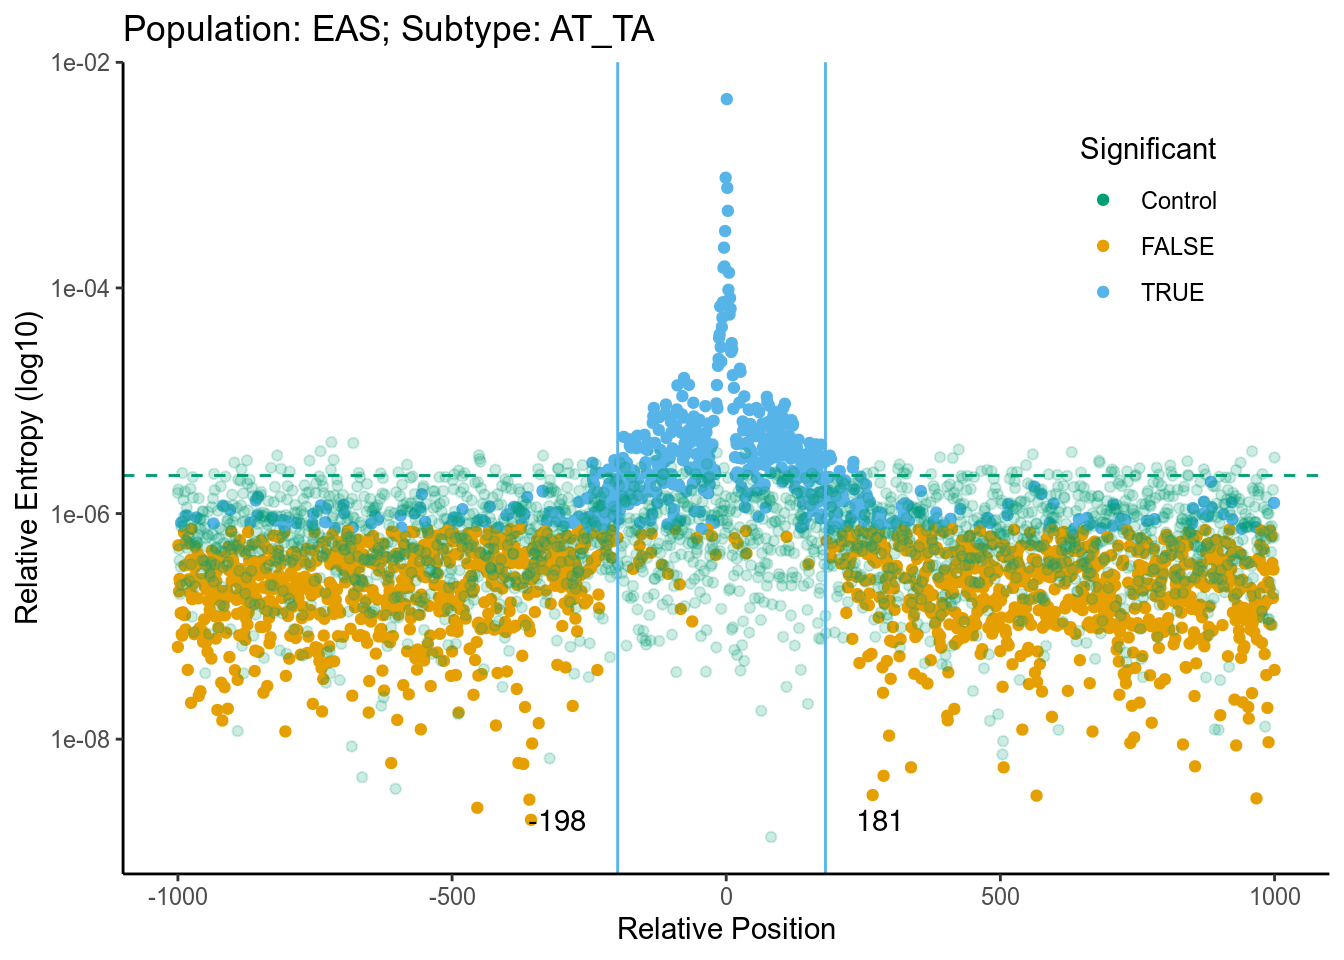 Population: EAS; Subtype: AT_TA
Relative Entropy (log10)
1e-02
1e-04
1e-06
1e-08
Significant
Control
FALSE
TRUE
-198
181
-1000
-500
0
500
1000
Relative Position